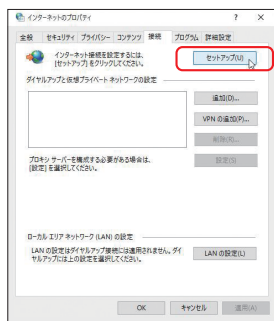 インターネットのプロパティ
? ×
全般 セキュリティ プライバシー コンテンツ 接続 プログラム 詳細設定
インターネット接続を設定するには、
[セットアップ] をクリックしてください。
セットアップ(U)
ダイヤルアップと仮想プライベート ネットワークの設定
追加(D)...
VPN の追加(P)...
削除(R)...
プロキシ サーバーを構成する必要がある場合は、
[設定] を選択してください。
設定(S)
ローカル エリア ネットワーク (LAN) の設定
LAN の設定はダイヤルアップ接続には適用されません。ダイ
ヤルアップには上の設定を選択してください。
LAN の設定(L)
OK キャンセル 適用(A)